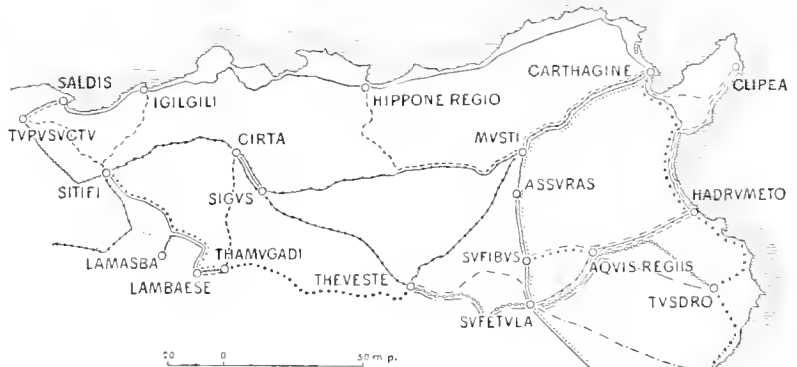 SALDIS
IGILGILI
TVPVSVCTV
HIPPONE REGIO
CARTHAGINE
CLIPEA
CIRTA
MVSTI
SITIFI
SIGVS
ASSVRAS
HADRVMETO
LAMASBA
THAMVGADI
LAMBAESE
THEVESTE
SVFIBVS
AQVIS REGIIS
TVSDRO
SVFETVLA
20 0 50 m p.